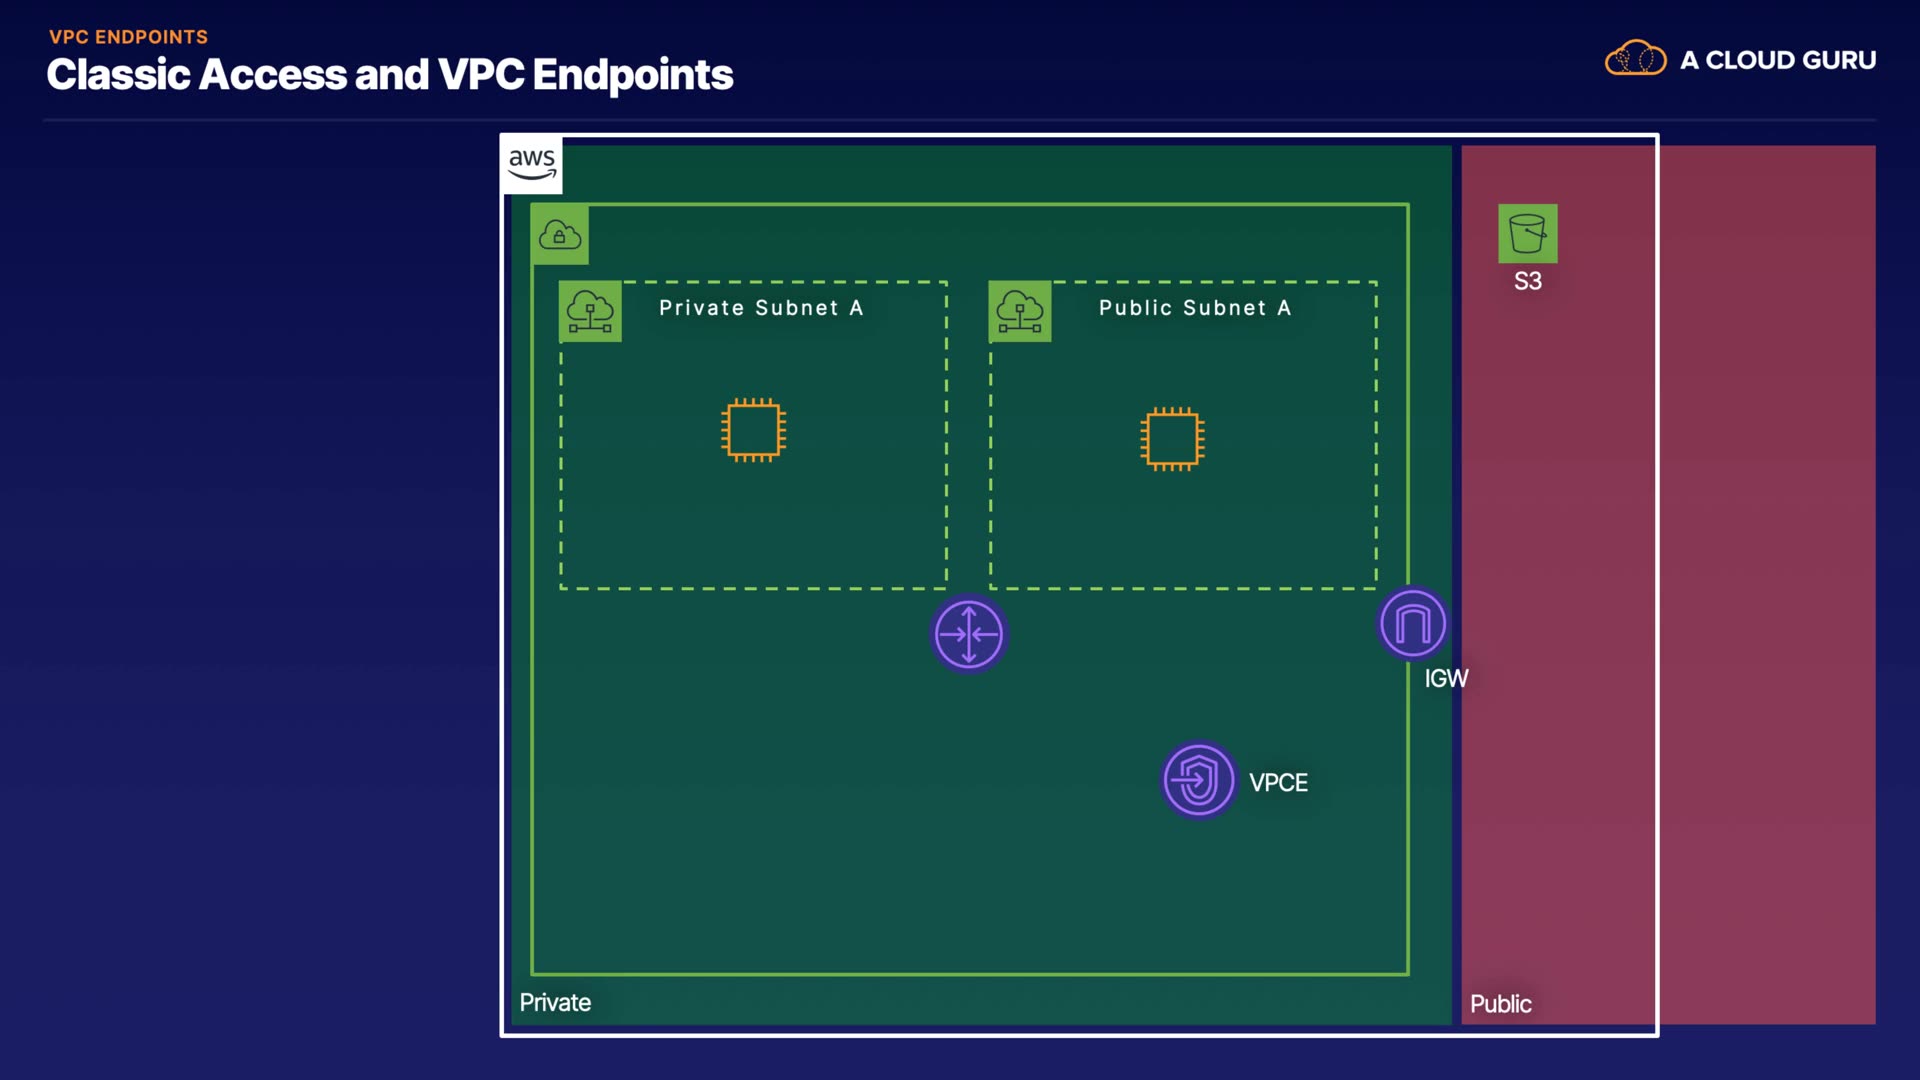 VPC ENDPOINTS
Classic Access and VPC Endpoints
A CLOUD GURU
aws
Private Subnet A
Public Subnet A
S3
IGW
VPCE
Private
Public